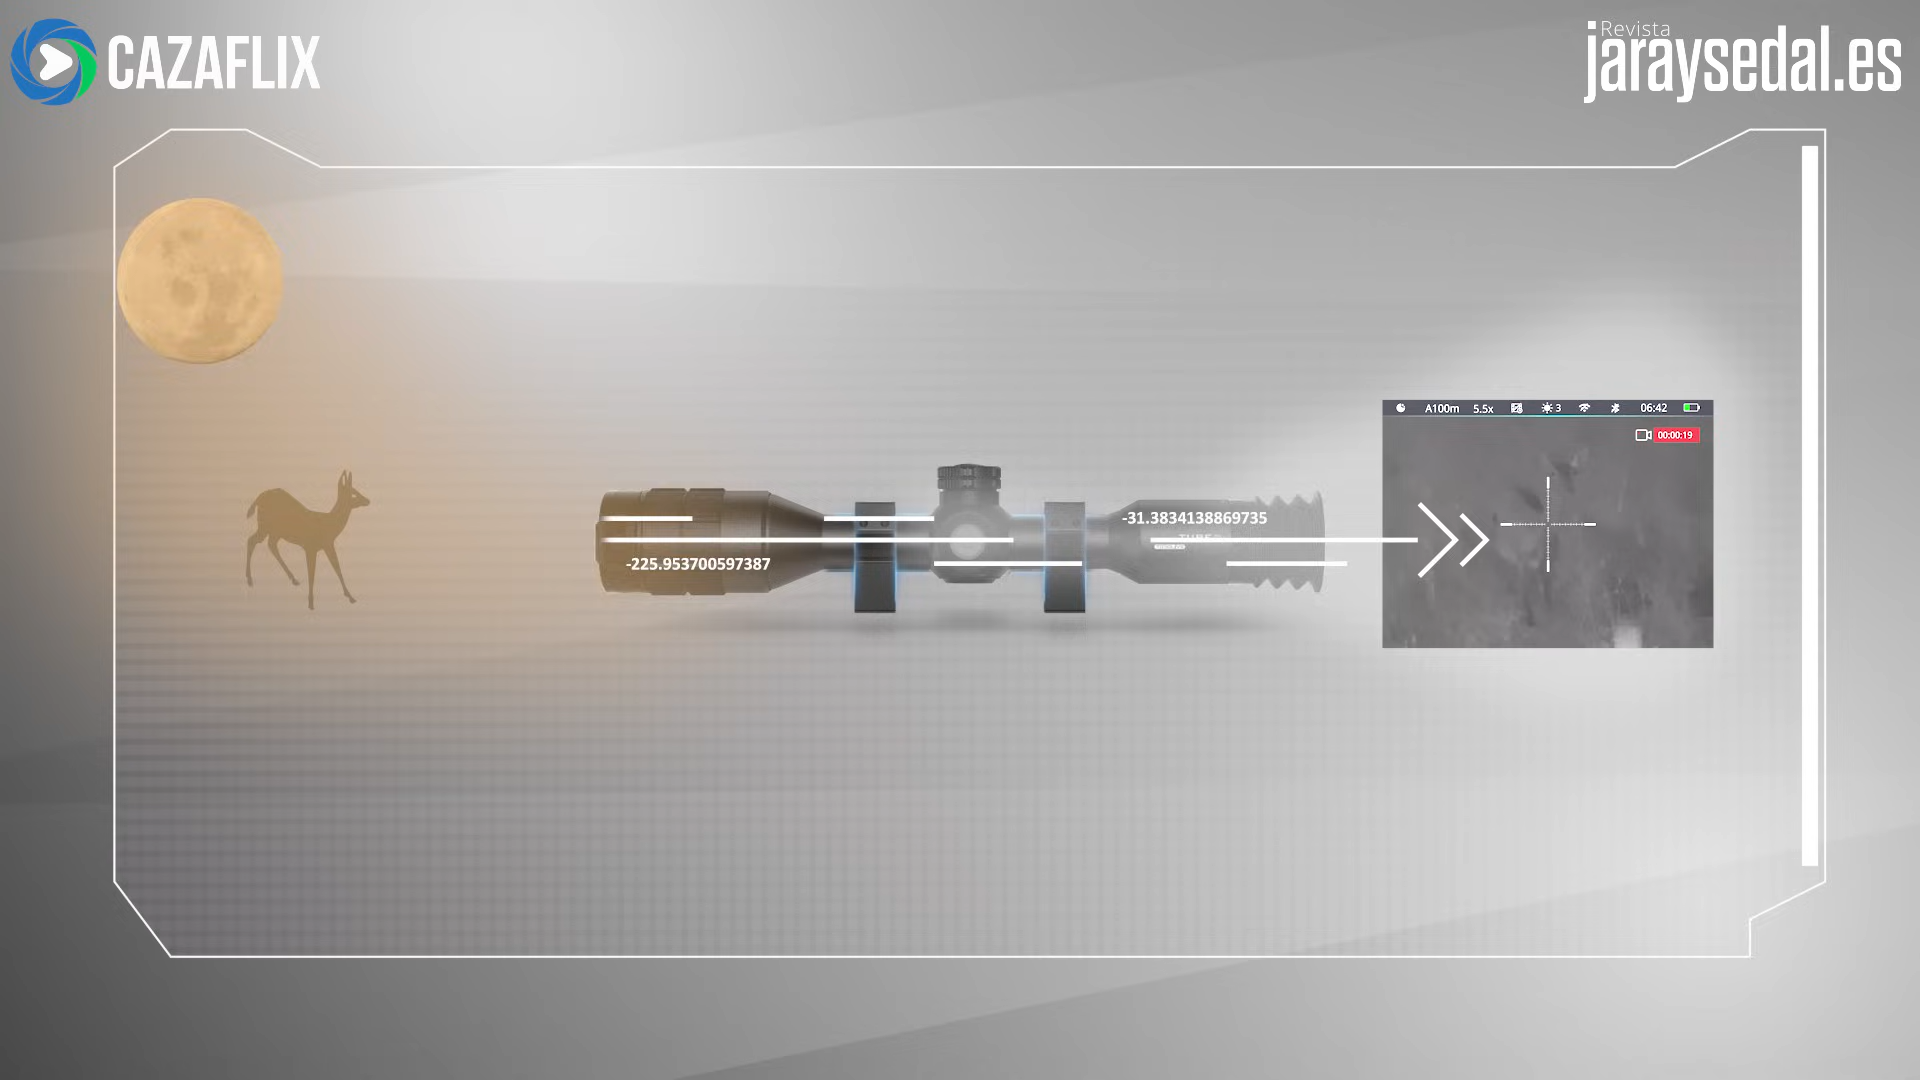 CAZAFLIX
Revista
jaraysedal.es
A100m 5.5x 3 06:42
00:00:19
-31.3834138869735
-225.953700597387